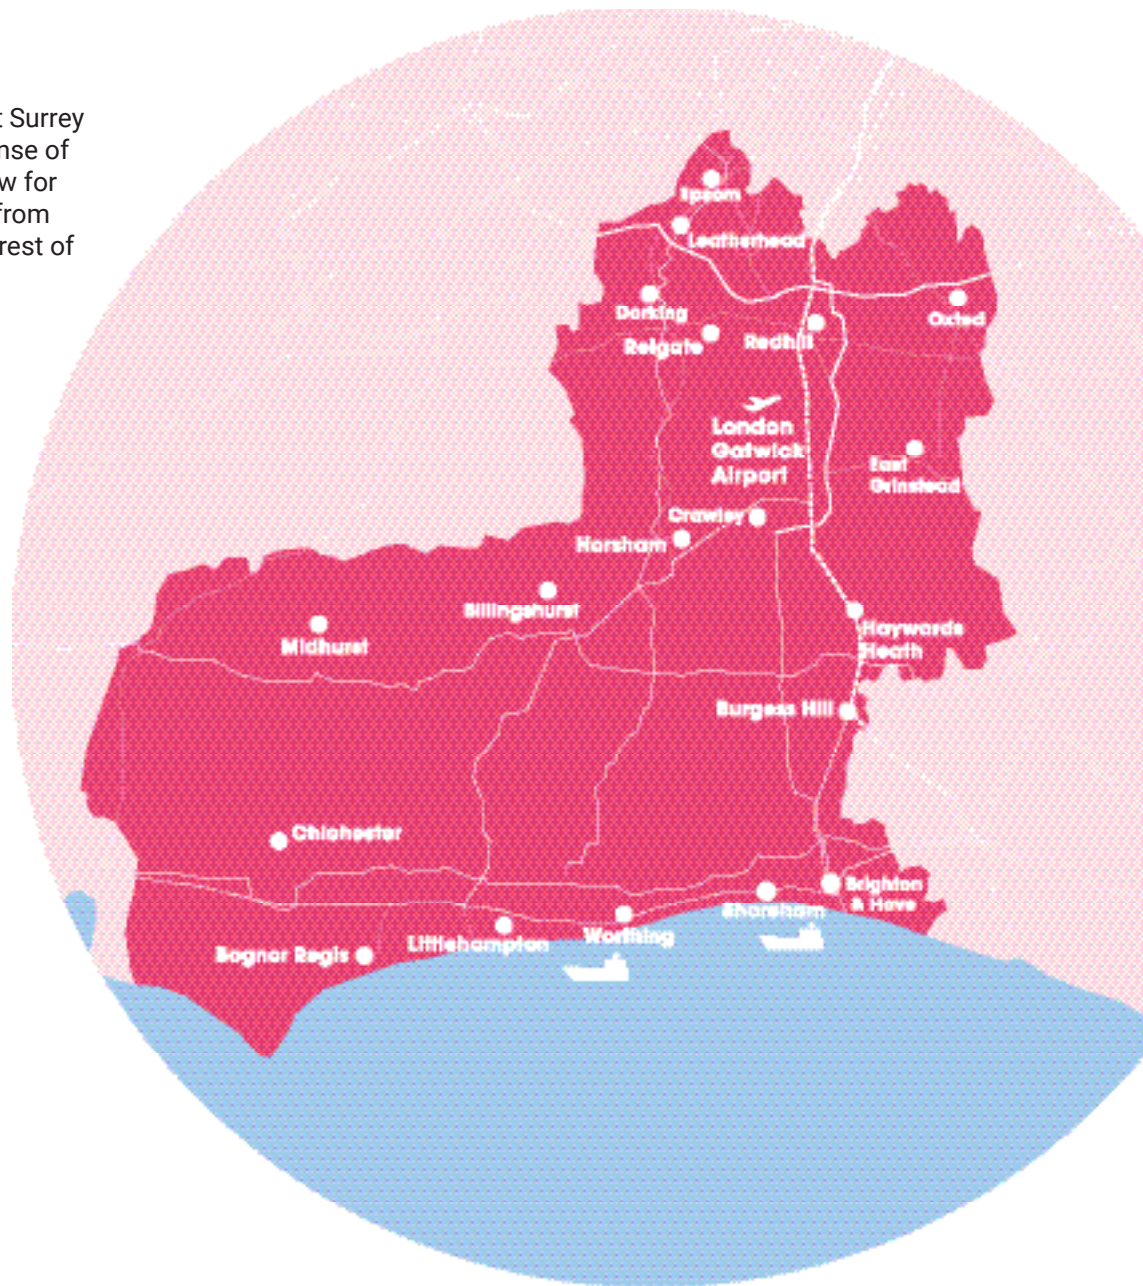 t Surrey
nse of
w for
from
rest of
Epsom
Leatherhead
Dorking
Oxted
Reigate
Redhill
London
Gatwick
Airport
East
Grinstead
Crawley
Horsham
Billingshurst
Midhurst
Haywards
Heath
Burgess Hill
Chichester
Brighton
& Hove
Shoreham
Worthing
Littlehampton
Bognor Regis